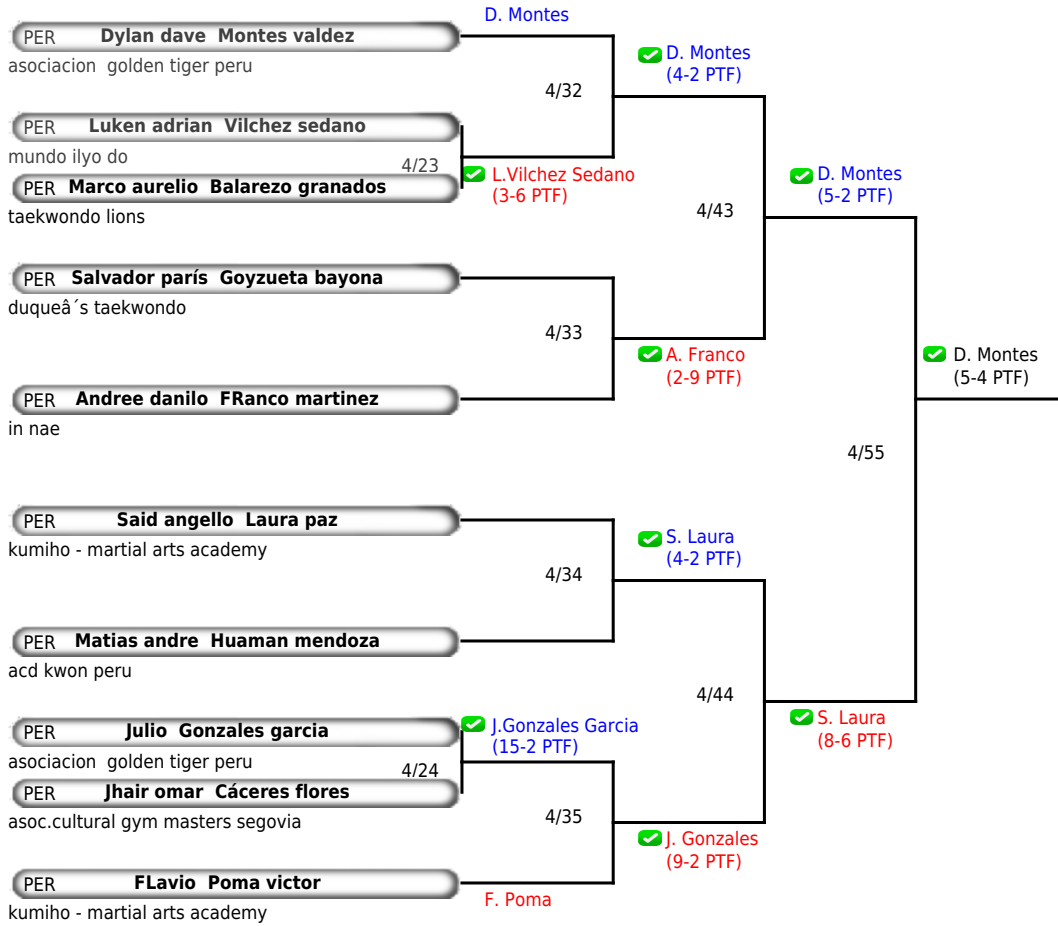 D. Montes
PER Dylan dave Montes valdez
asociacion golden tiger peru
D. Montes
(4-2 PTF)
4/32
PER Luken adrian Vilchez sedano
mundo ilyo do
4/23
PER Marco aurelio Balarezo granados
taekwondo lions
L.Vilchez Sedano
(3-6 PTF)
D. Montes
(5-2 PTF)
4/43
PER Salvador parís Goyzueta bayona
duqueâ´s taekwondo
4/33
A. Franco
(2-9 PTF)
D. Montes
(5-4 PTF)
PER Andree danilo FRanco martinez
in nae
4/55
PER Said angello Laura paz
kumiho - martial arts academy
S. Laura
(4-2 PTF)
4/34
PER Matias andre Huaman mendoza
acd kwon peru
4/44
S. Laura
(8-6 PTF)
PER Julio Gonzales garcia
asociacion golden tiger peru
J.Gonzales Garcia
(15-2 PTF)
4/24
PER Jhair omar Cáceres flores
asoc.cultural gym masters segovia
4/35
J. Gonzales
(9-2 PTF)
PER FLavio Poma victor
kumiho - martial arts academy
F. Poma